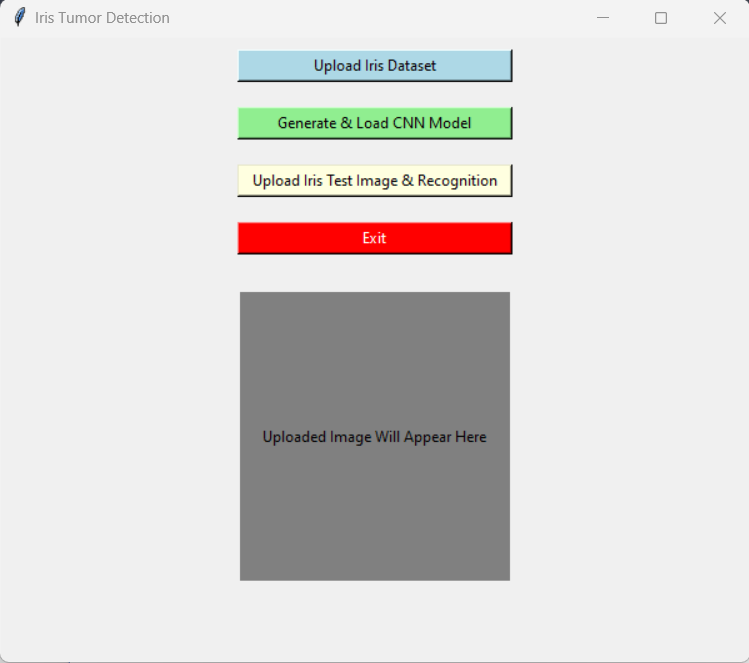 Iris Tumor Detection
Upload Iris Dataset
Generate & Load CNN Model
Upload Iris Test Image & Recognition
Exit
Uploaded Image Will Appear Here